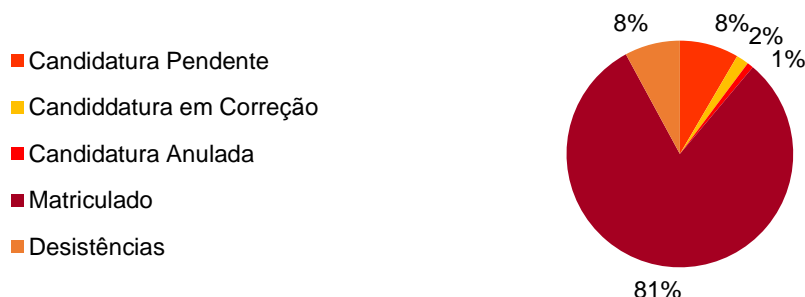 Candidatura Pendente
Candiddatura em Correção
Candidatura Anulada
Matriculado
Desistências
8%
8%
2%
1%
81%